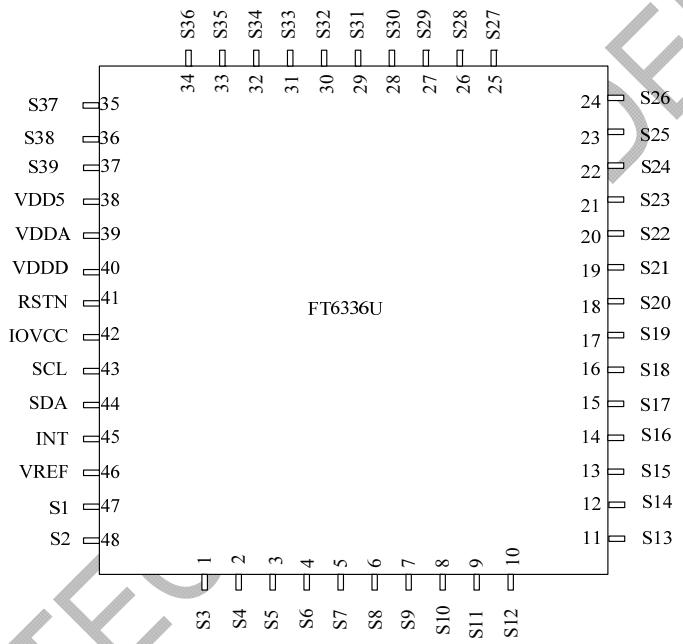 S36 S35 S34 S33 S32 S31 S30 S29 S28 S27
34 33 32 31 30 29 28 27 26 25
S37 35 24 S26
S38 36 23 S25
S39 37 22 S24
VDD5 38 21 S23
VDDA 39 20 S22
VDDD 40 19 S21
RSTN 41 18 S20
FT6336U
IOVCC 42 17 S19
SCL 43 16 S18
SDA 44 15 S17
INT 45 14 S16
VREF 46 13 S15
S1 47 12 S14
S2 48 11 S13
1 2 3 4 5 6 7 8 9 10
S3 S4 S5 S6 S7 S8 S9 S10 S11 S12